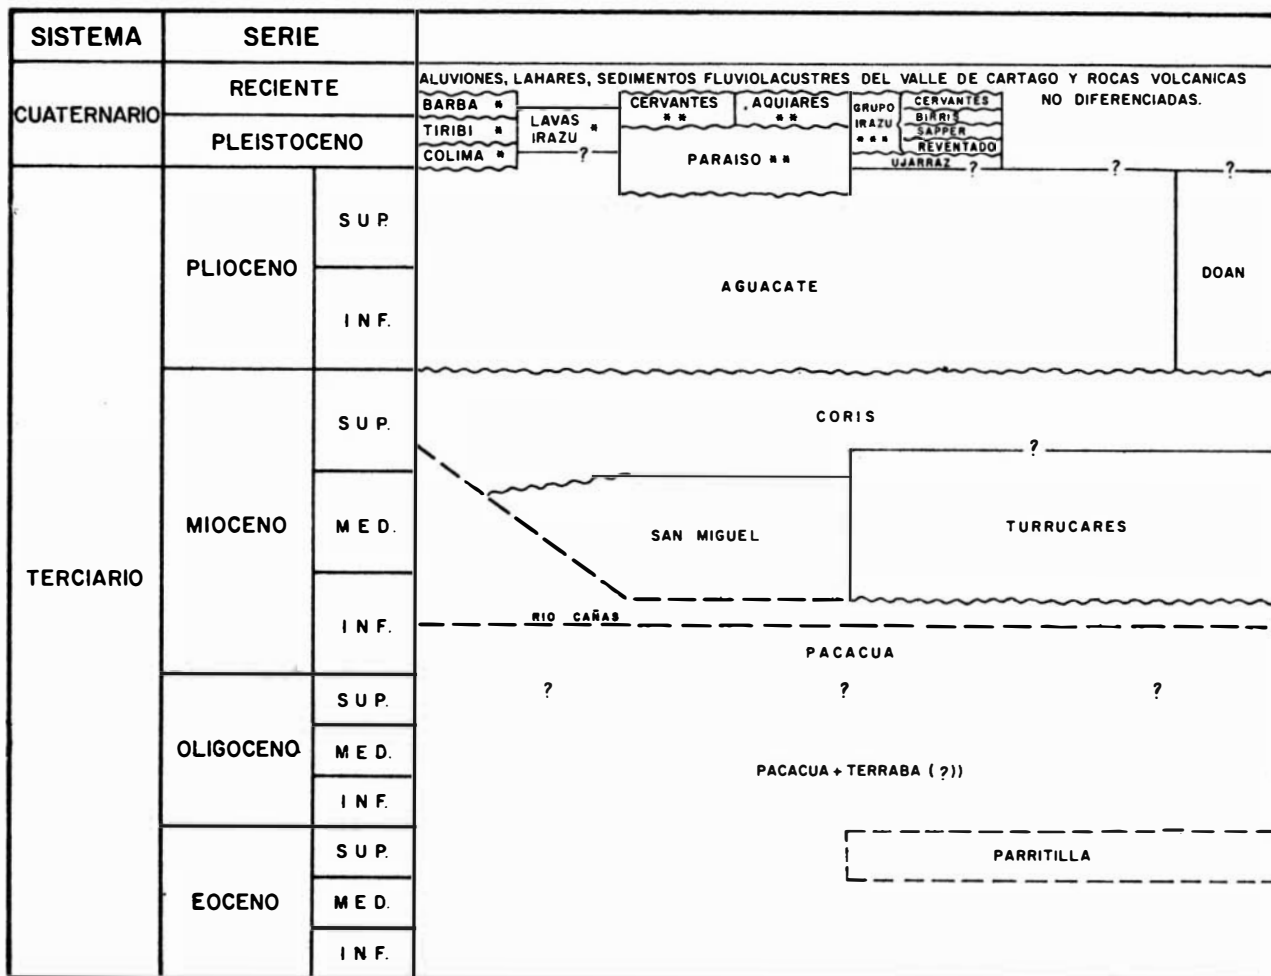 SISTEMA
SERIE
CUATERNARIO
RECIENTE
PLEISTOCENO
ALUVIONES, LAHARES, SEDIMENTOS FLUVIOLACUSTRES DEL VALLE DE CARTAGO Y ROCAS VOLCANICAS
NO DIFERENCIADAS.
BARBA *
TIRIBI *
COLIMA *
LAVAS
IRAZU *
?
CERVANTES
**
AQUIARES
**
PARAISO **
GRUPO
IRAZU
***
CERVANTES
BIRRIS
SAPPER
REVENTADO
UJARRAZ
?
?
?
TERCIARIO
PLIOCENO
SUP.
INF.
AGUACATE
DOAN
MIOCENO
SUP.
MED.
INF.
CORIS
?
SAN MIGUEL
TURRUCARES
RIO CAÑAS
PACACUA
?
?
?
OLIGOCENO
SUP.
MED.
INF.
PACACUA + TERRABA (?))
EOCENO
SUP.
MED.
INF.
PARRITILLA